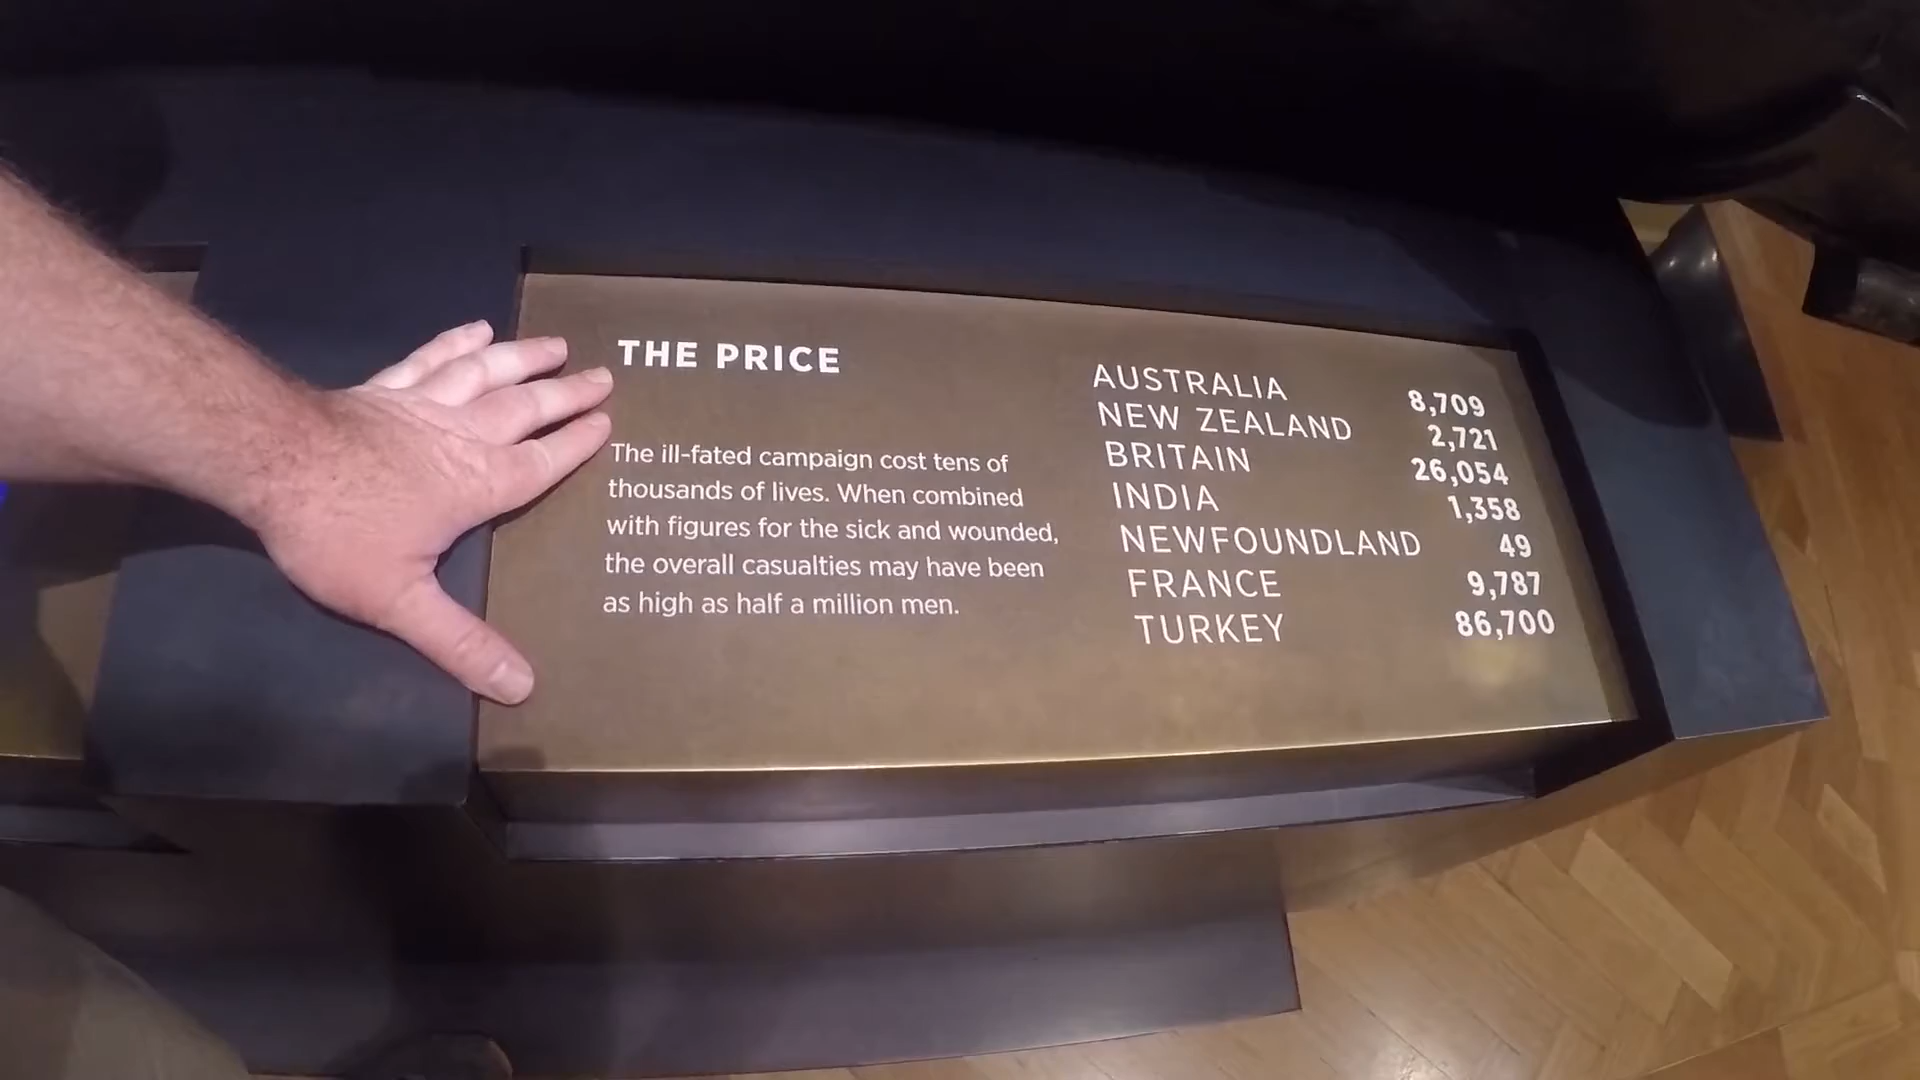 THE PRICE
The ill-fated campaign cost tens of
thousands of lives. When combined
with figures for the sick and wounded,
the overall casualties may have been
as high as half a million men.
AUSTRALIA 8,709
NEW ZEALAND 2,721
BRITAIN 26,054
INDIA 1,358
NEWFOUNDLAND 49
FRANCE 9,787
TURKEY 86,700